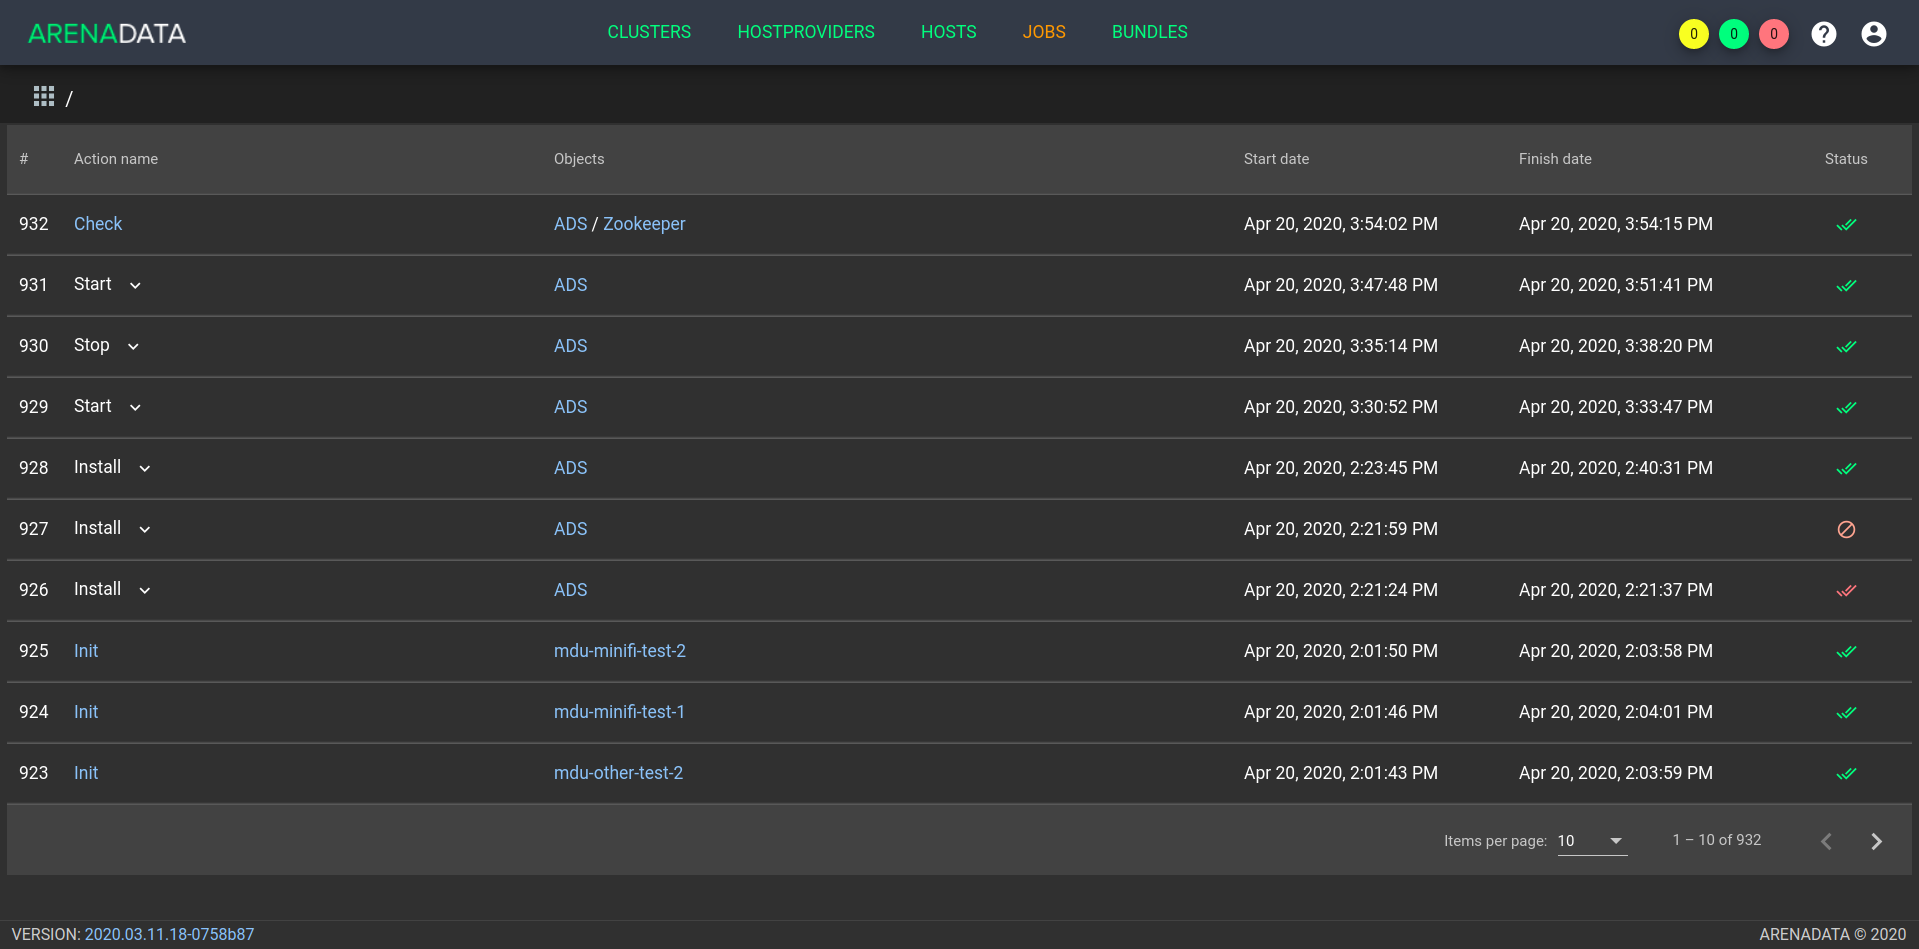 ARENADATA CLUSTERS HOSTPROVIDERS HOSTS JOBS BUNDLES 0 0 0 ?
/
# Action name Objects Start date Finish date Status
932 Check ADS / Zookeeper Apr 20, 2020, 3:54:02 PM Apr 20, 2020, 3:54:15 PM
931 Start ADS Apr 20, 2020, 3:47:48 PM Apr 20, 2020, 3:51:41 PM
930 Stop ADS Apr 20, 2020, 3:35:14 PM Apr 20, 2020, 3:38:20 PM
929 Start ADS Apr 20, 2020, 3:30:52 PM Apr 20, 2020, 3:33:47 PM
928 Install ADS Apr 20, 2020, 2:23:45 PM Apr 20, 2020, 2:40:31 PM
927 Install ADS Apr 20, 2020, 2:21:59 PM
926 Install ADS Apr 20, 2020, 2:21:24 PM Apr 20, 2020, 2:21:37 PM
925 Init mdu-minifi-test-2 Apr 20, 2020, 2:01:50 PM Apr 20, 2020, 2:03:58 PM
924 Init mdu-minifi-test-1 Apr 20, 2020, 2:01:46 PM Apr 20, 2020, 2:04:01 PM
923 Init mdu-other-test-2 Apr 20, 2020, 2:01:43 PM Apr 20, 2020, 2:03:59 PM
Items per page: 10 1 – 10 of 932
VERSION: 2020.03.11.18-0758b87 ARENADATA © 2020